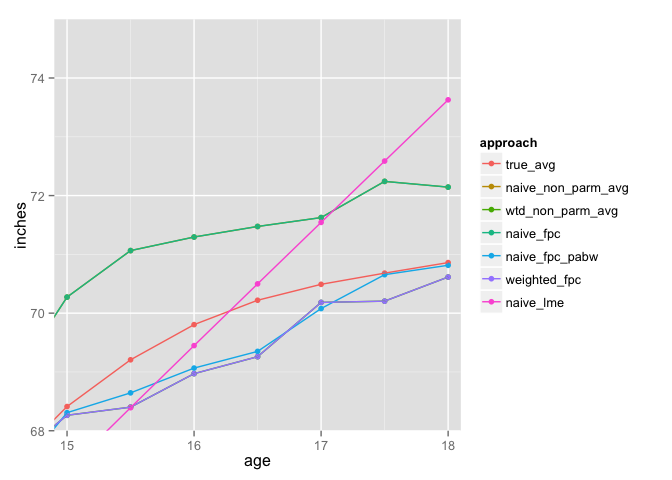 74
72
70
68
inches
15 16 17 18
age
approach
true_avg
naive_non_parm_avg
wtd_non_parm_avg
naive_fpc
naive_fpc_pabw
weighted_fpc
naive_lme